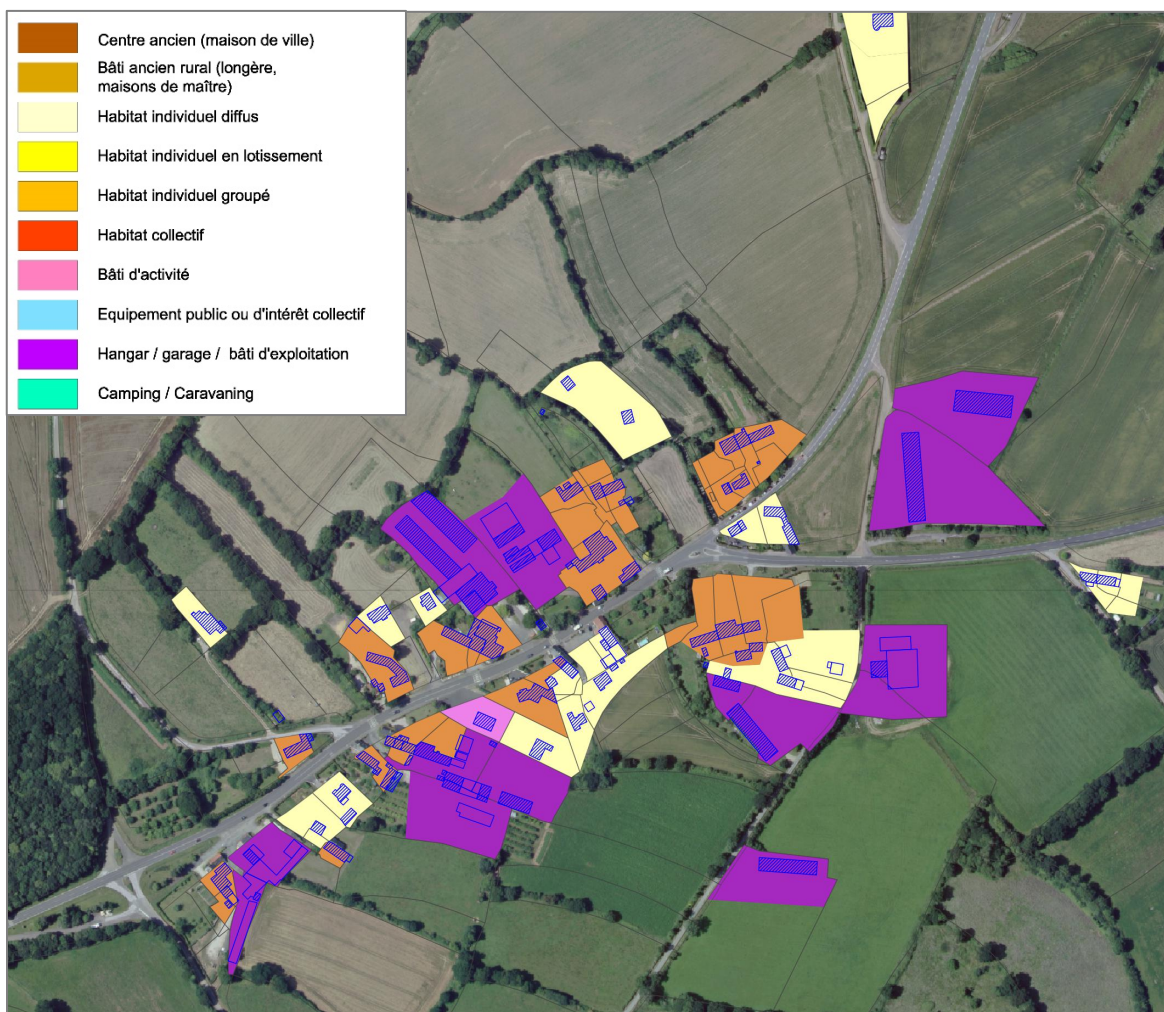 Centre ancien (maison de ville)
Bâti ancien rural (longère,
maisons de maître)
Habitat individuel diffus
Habitat individuel en lotissement
Habitat individuel groupé
Habitat collectif
Bâti d'activité
Equipement public ou d'intérêt collectif
Hangar / garage / bâti d'exploitation
Camping / Caravaning